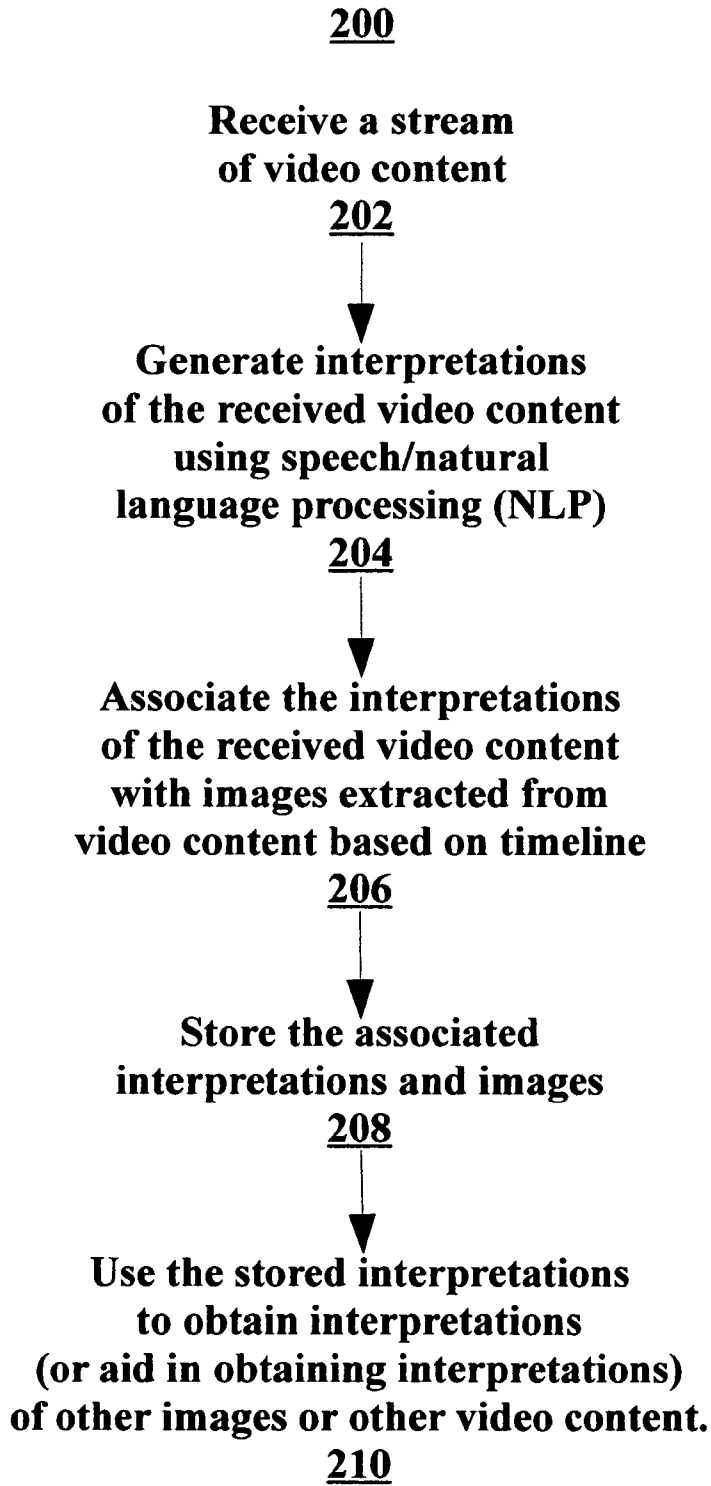 200
Receive a stream
of video content
202
Generate interpretations
of the received video content
using speech/natural
language processing (NLP)
204
Associate the interpretations
of the received video content
with images extracted from
video content based on timeline
206
Store the associated
interpretations and images
208
Use the stored interpretations
to obtain interpretations
(or aid in obtaining interpretations)
of other images or other video content.
210